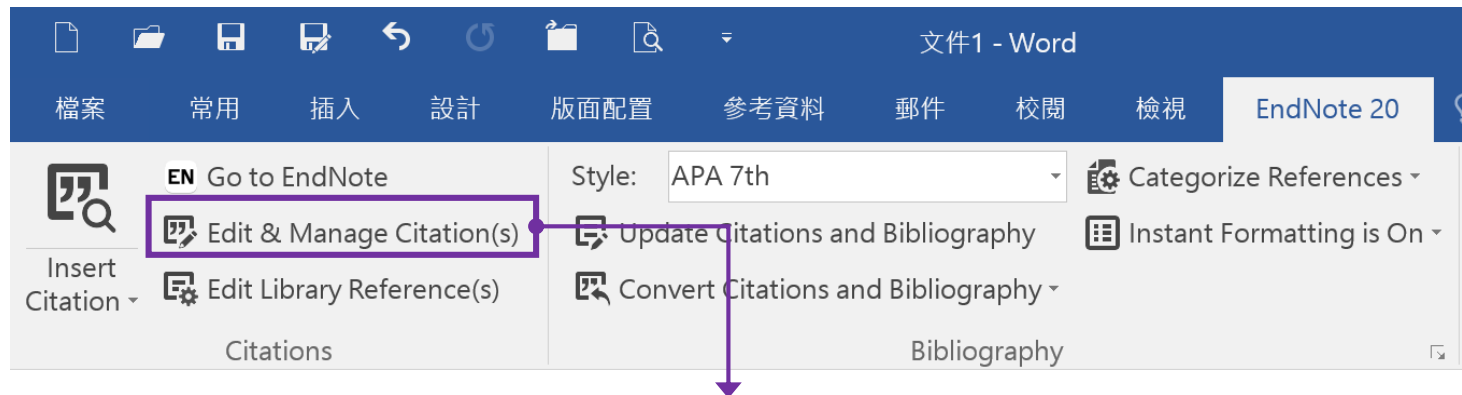 文件1 - Word
檔案 常用 插入 設計 版面配置 參考資料 郵件 校閱 檢視 EndNote 20
EN Go to EndNote
Edit & Manage Citation(s)
Edit Library Reference(s)
Insert
Citation
Citations
Style: APA 7th
Update Citations and Bibliography
Convert Citations and Bibliography
Categorize References
Instant Formatting is On
Bibliography